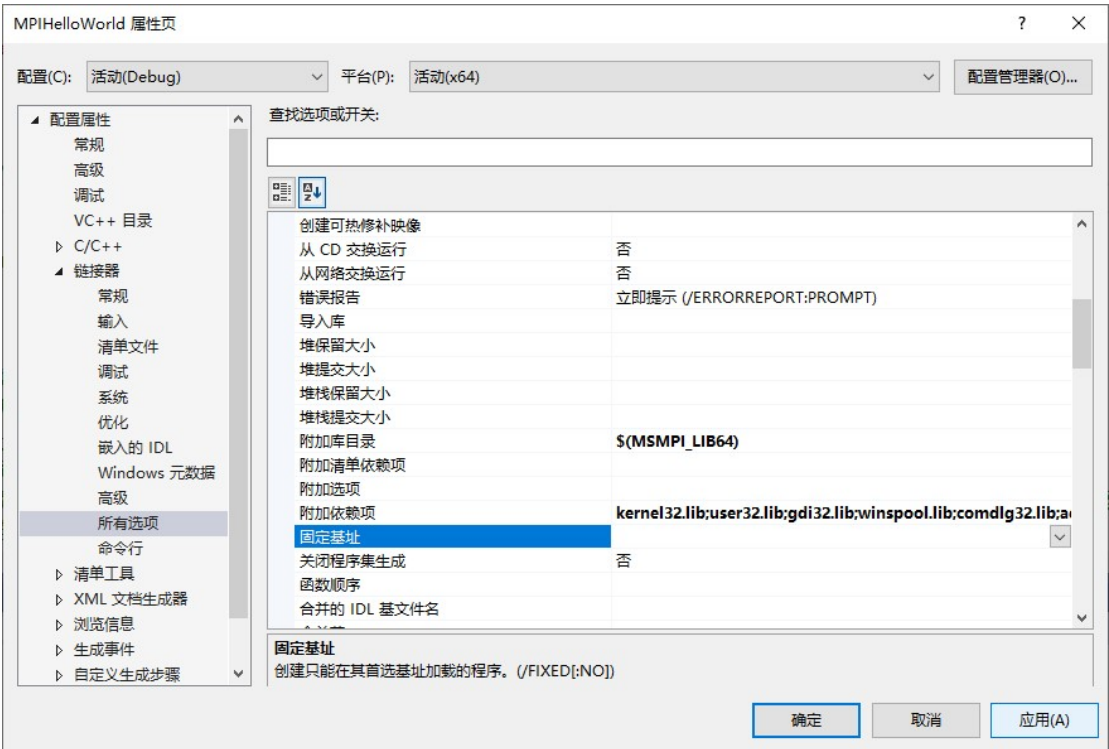 MPIHelloWorld 属性页
配置(C): 活动(Debug) 平台(P): 活动(x64) 配置管理器(O)...
配置属性
常规
高级
调试
VC++ 目录
C/C++
链接器
常规
输入
清单文件
调试
系统
优化
嵌入的 IDL
Windows 元数据
高级
所有选项
命令行
清单工具
XML 文档生成器
浏览信息
生成事件
自定义生成步骤
查找选项或开关:
创建可热修补映像
从 CD 交换运行 否
从网络交换运行 否
错误报告 立即提示 (/ERRORREPORT:PROMPT)
导入库
堆保留大小
堆提交大小
堆栈保留大小
堆栈提交大小
附加库目录 $(MSMPI_LIB64)
附加清单依赖项
附加选项
附加依赖项 kernel32.lib;user32.lib;gdi32.lib;winspool.lib;comdlg32.lib;
固定基址
关闭程序集生成 否
函数顺序
合并的 IDL 基文件名
固定基址
创建只能在其首选基址加载的程序。(/FIXED[:NO])
确定 取消 应用(A)